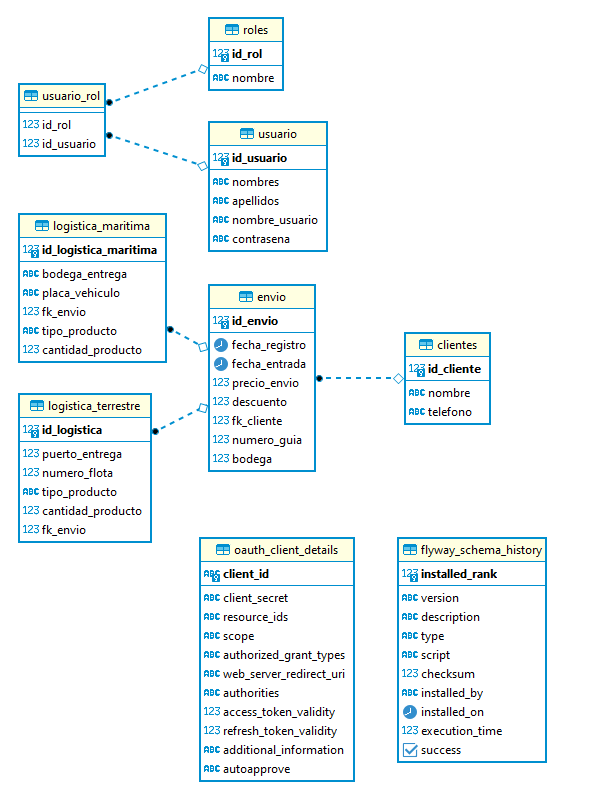 roles
123 id_rol
ABC nombre
usuario_rol
123 id_rol
123 id_usuario
usuario
123 id_usuario
ABC nombres
ABC apellidos
ABC nombre_usuario
ABC contrasena
logistica_maritima
123 id_logistica_maritima
ABC bodega_entrega
ABC placa_vehiculo
123 fk_envio
ABC tipo_producto
123 cantidad_producto
envio
123 id_envio
fecha_registro
fecha_entrada
123 precio_envio
123 descuento
123 fk_cliente
123 numero_guia
123 bodega
clientes
123 id_cliente
ABC nombre
ABC telefono
logistica_terrestre
123 id_logistica
123 puerto_entrega
123 numero_flota
ABC tipo_producto
123 cantidad_producto
123 fk_envio
oauth_client_details
ABC client_id
ABC client_secret
ABC resource_ids
ABC scope
ABC authorized_grant_types
ABC web_server_redirect_uri
ABC authorities
123 access_token_validity
123 refresh_token_validity
ABC additional_information
ABC autoapprove
flyway_schema_history
123 installed_rank
ABC version
ABC description
ABC type
ABC script
123 checksum
ABC installed_by
installed_on
123 execution_time
success